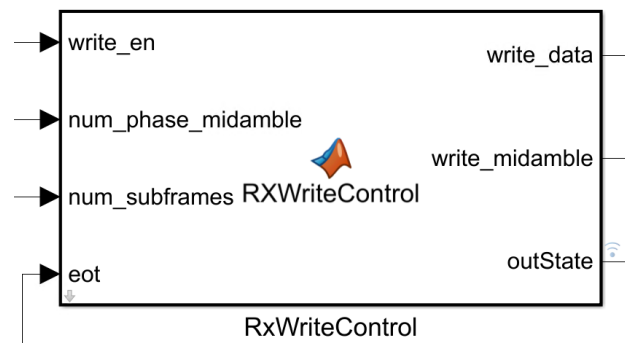 write_en
write_data
num_phase_midamble
write_midamble
num_subframes
RXWriteControl
outState
eot
RxWriteControl